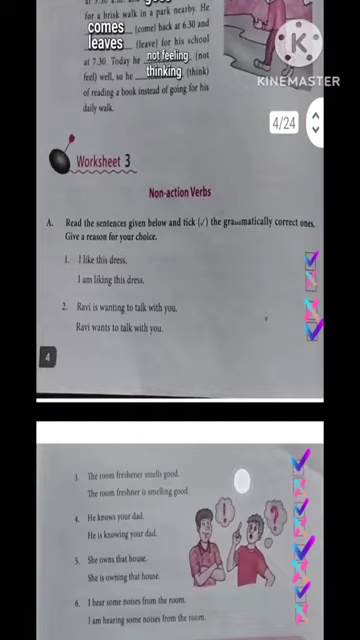 for a brisk walk in a park nearby. He
comes (come) back at 6.30 and
leaves (leave) for his school
at 7.30. Today he not feeling (not
feel) well, so he thinking. (think)
of reading a book instead of going for his
daily walk.
KINEMASTER
4/24
Worksheet 3
Non-action Verbs
A. Read the sentences given below and tick (✓) the grammatically correct ones.
Give a reason for your choice.
1. I like this dress.
I am liking this dress.
2. Ravi is wanting to talk with you.
Ravi wants to talk with you.
4
3. The room freshener smells good.
The room freshner is smelling good.
4. He knows your dad.
He is knowing your dad.
5. She owns that house.
She is owning that house.
6. I hear some noises from the room.
I am hearing some noises from the room.
! ?